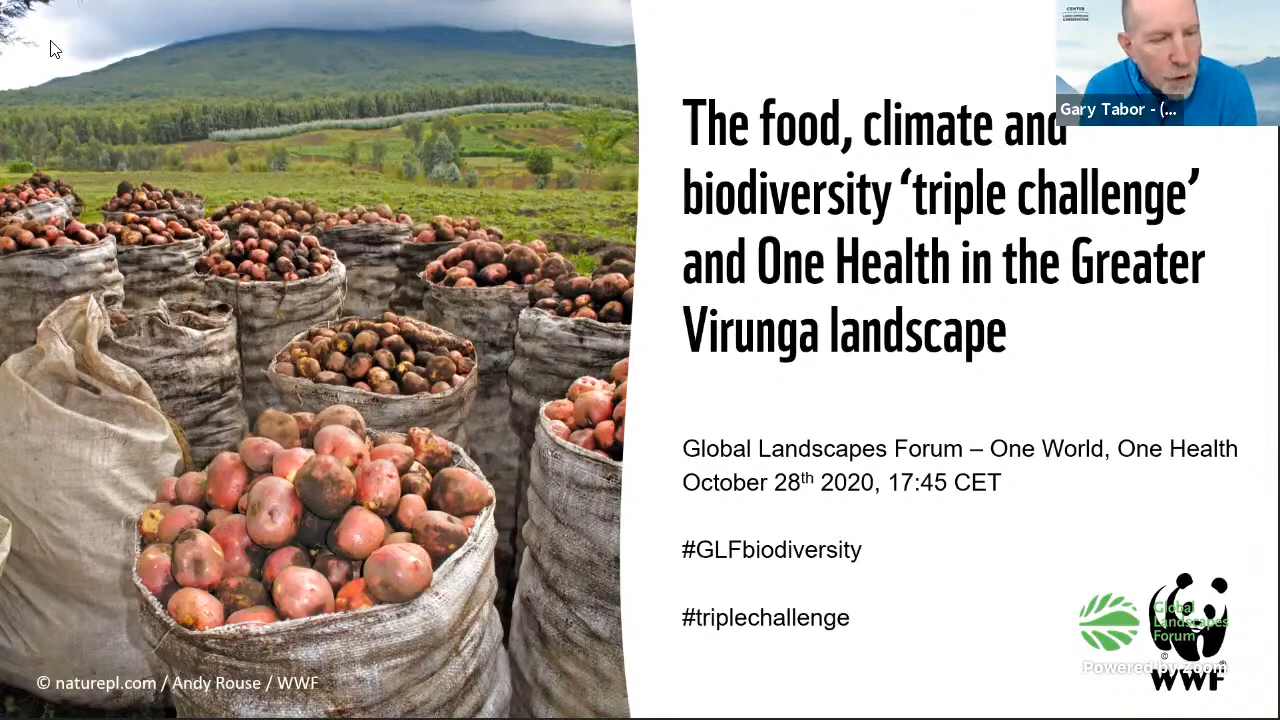 CENTER
CONSERVATION
Gary Tabor - (...
The food, climate and
biodiversity ‘triple challenge’
and One Health in the Greater
Virunga landscape
Global Landscapes Forum – One World, One Health
October 28th 2020, 17:45 CET
#GLFbiodiversity
#triplechallenge
Global
Landscapes
Forum
©
Powered by zoom
WWF
®
© naturepl.com / Andy Rouse / WWF